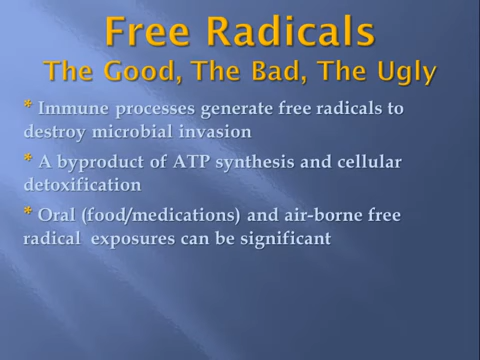 Free Radicals
The Good, The Bad, The Ugly
* Immune processes generate free radicals to
destroy microbial invasion
* A byproduct of ATP synthesis and cellular
detoxification
* Oral (food/medications) and air-borne free
radical exposures can be significant